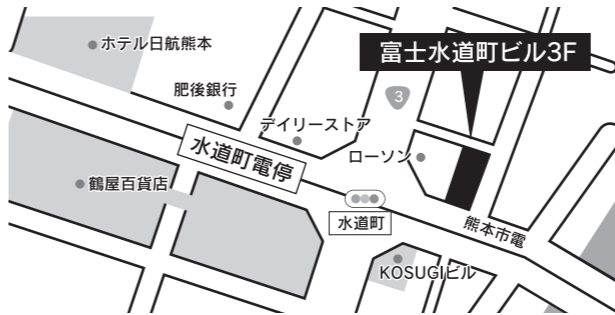 ホテル日航熊本
富士水道町ビル3F
肥後銀行
3
デイリーストア
水道町電停
ローソン
鶴屋百貨店
水道町
熊本市電
KOSUGIビル